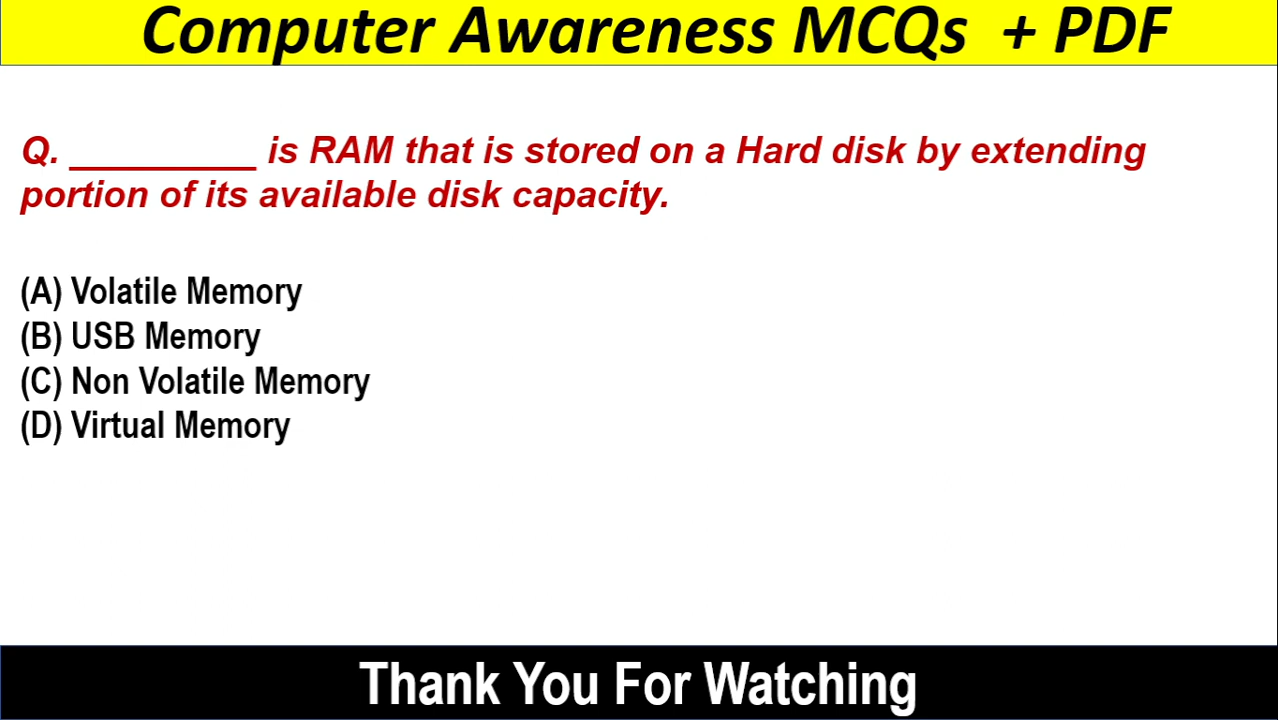 Computer Awareness MCQs + PDF
Q. _________ is RAM that is stored on a Hard disk by extending
portion of its available disk capacity.
(A) Volatile Memory
(B) USB Memory
(C) Non Volatile Memory
(D) Virtual Memory
Thank You For Watching